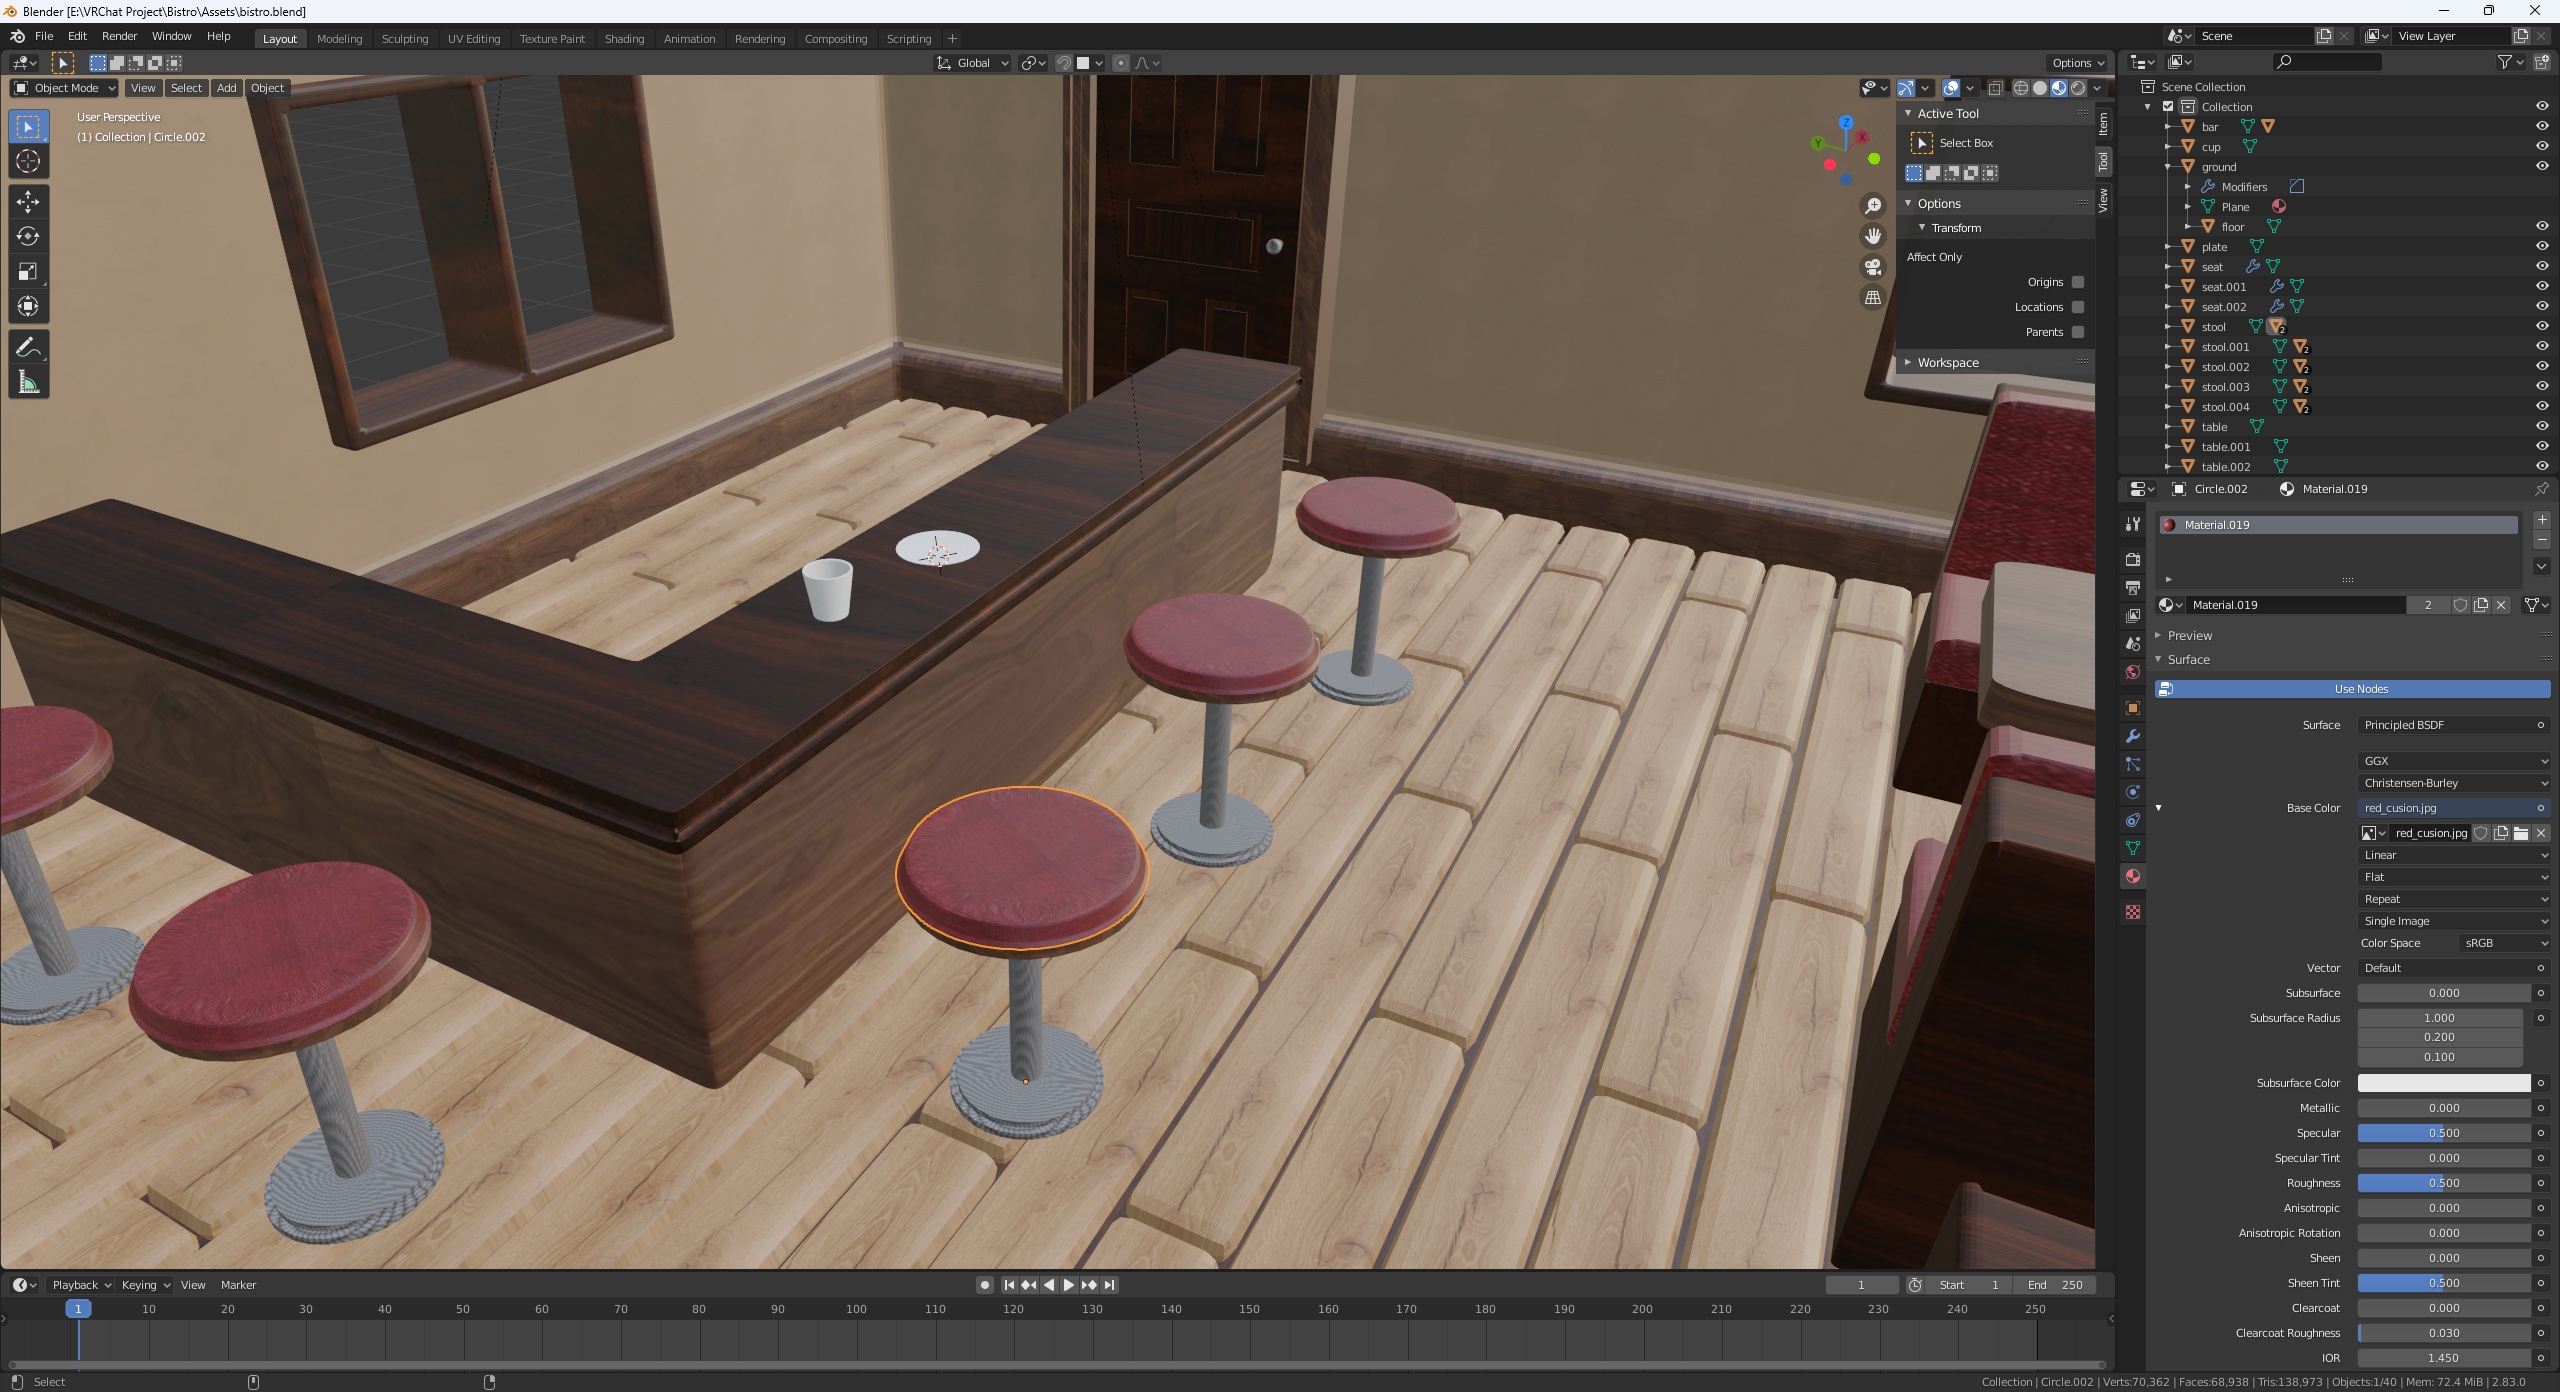 Blender [E:\VRChat Project\Bistro\Assets\bistro.blend]
File Edit Render Window Help Layout Modeling Sculpting UV Editing Texture Paint Shading Animation Rendering Compositing Scripting + Scene View Layer
Global Options
Object Mode View Select Add Object
User Perspective
(1) Collection | Circle.002
Z
Y
X
Active Tool
Select Box
Options
Transform
Affect Only
Origins
Locations
Parents
Workspace
Item
Tool
View
Scene Collection
Collection
bar
cup
ground
Modifiers
Plane
floor
plate
seat
seat.001
seat.002
stool 2
stool.001 2
stool.002 2
stool.003 2
stool.004 2
table
table.001
table.002
Circle.002 Material.019
Material.019
Material.019 2
Preview
Surface
Use Nodes
Surface Principled BSDF
GGX
Christensen-Burley
Base Color red_cusion.jpg
red_cusion.jpg
Linear
Flat
Repeat
Single Image
Color Space sRGB
Vector Default
Subsurface 0.000
Subsurface Radius 1.000
0.200
0.100
Subsurface Color
Metallic 0.000
Specular 0.500
Specular Tint 0.000
Roughness 0.500
Anisotropic 0.000
Anisotropic Rotation 0.000
Sheen 0.000
Sheen Tint 0.500
Clearcoat 0.000
Clearcoat Roughness 0.030
IOR 1.450
Playback Keying View Marker 1 Start 1 End 250
1 10 20 30 40 50 60 70 80 90 100 110 120 130 140 150 160 170 180 190 200 210 220 230 240 250
Select
Collection | Circle.002 | Verts:70,362 | Faces:68,938 | Tris:138,973 | Objects:1/40 | Mem: 72.4 MiB | 2.83.0